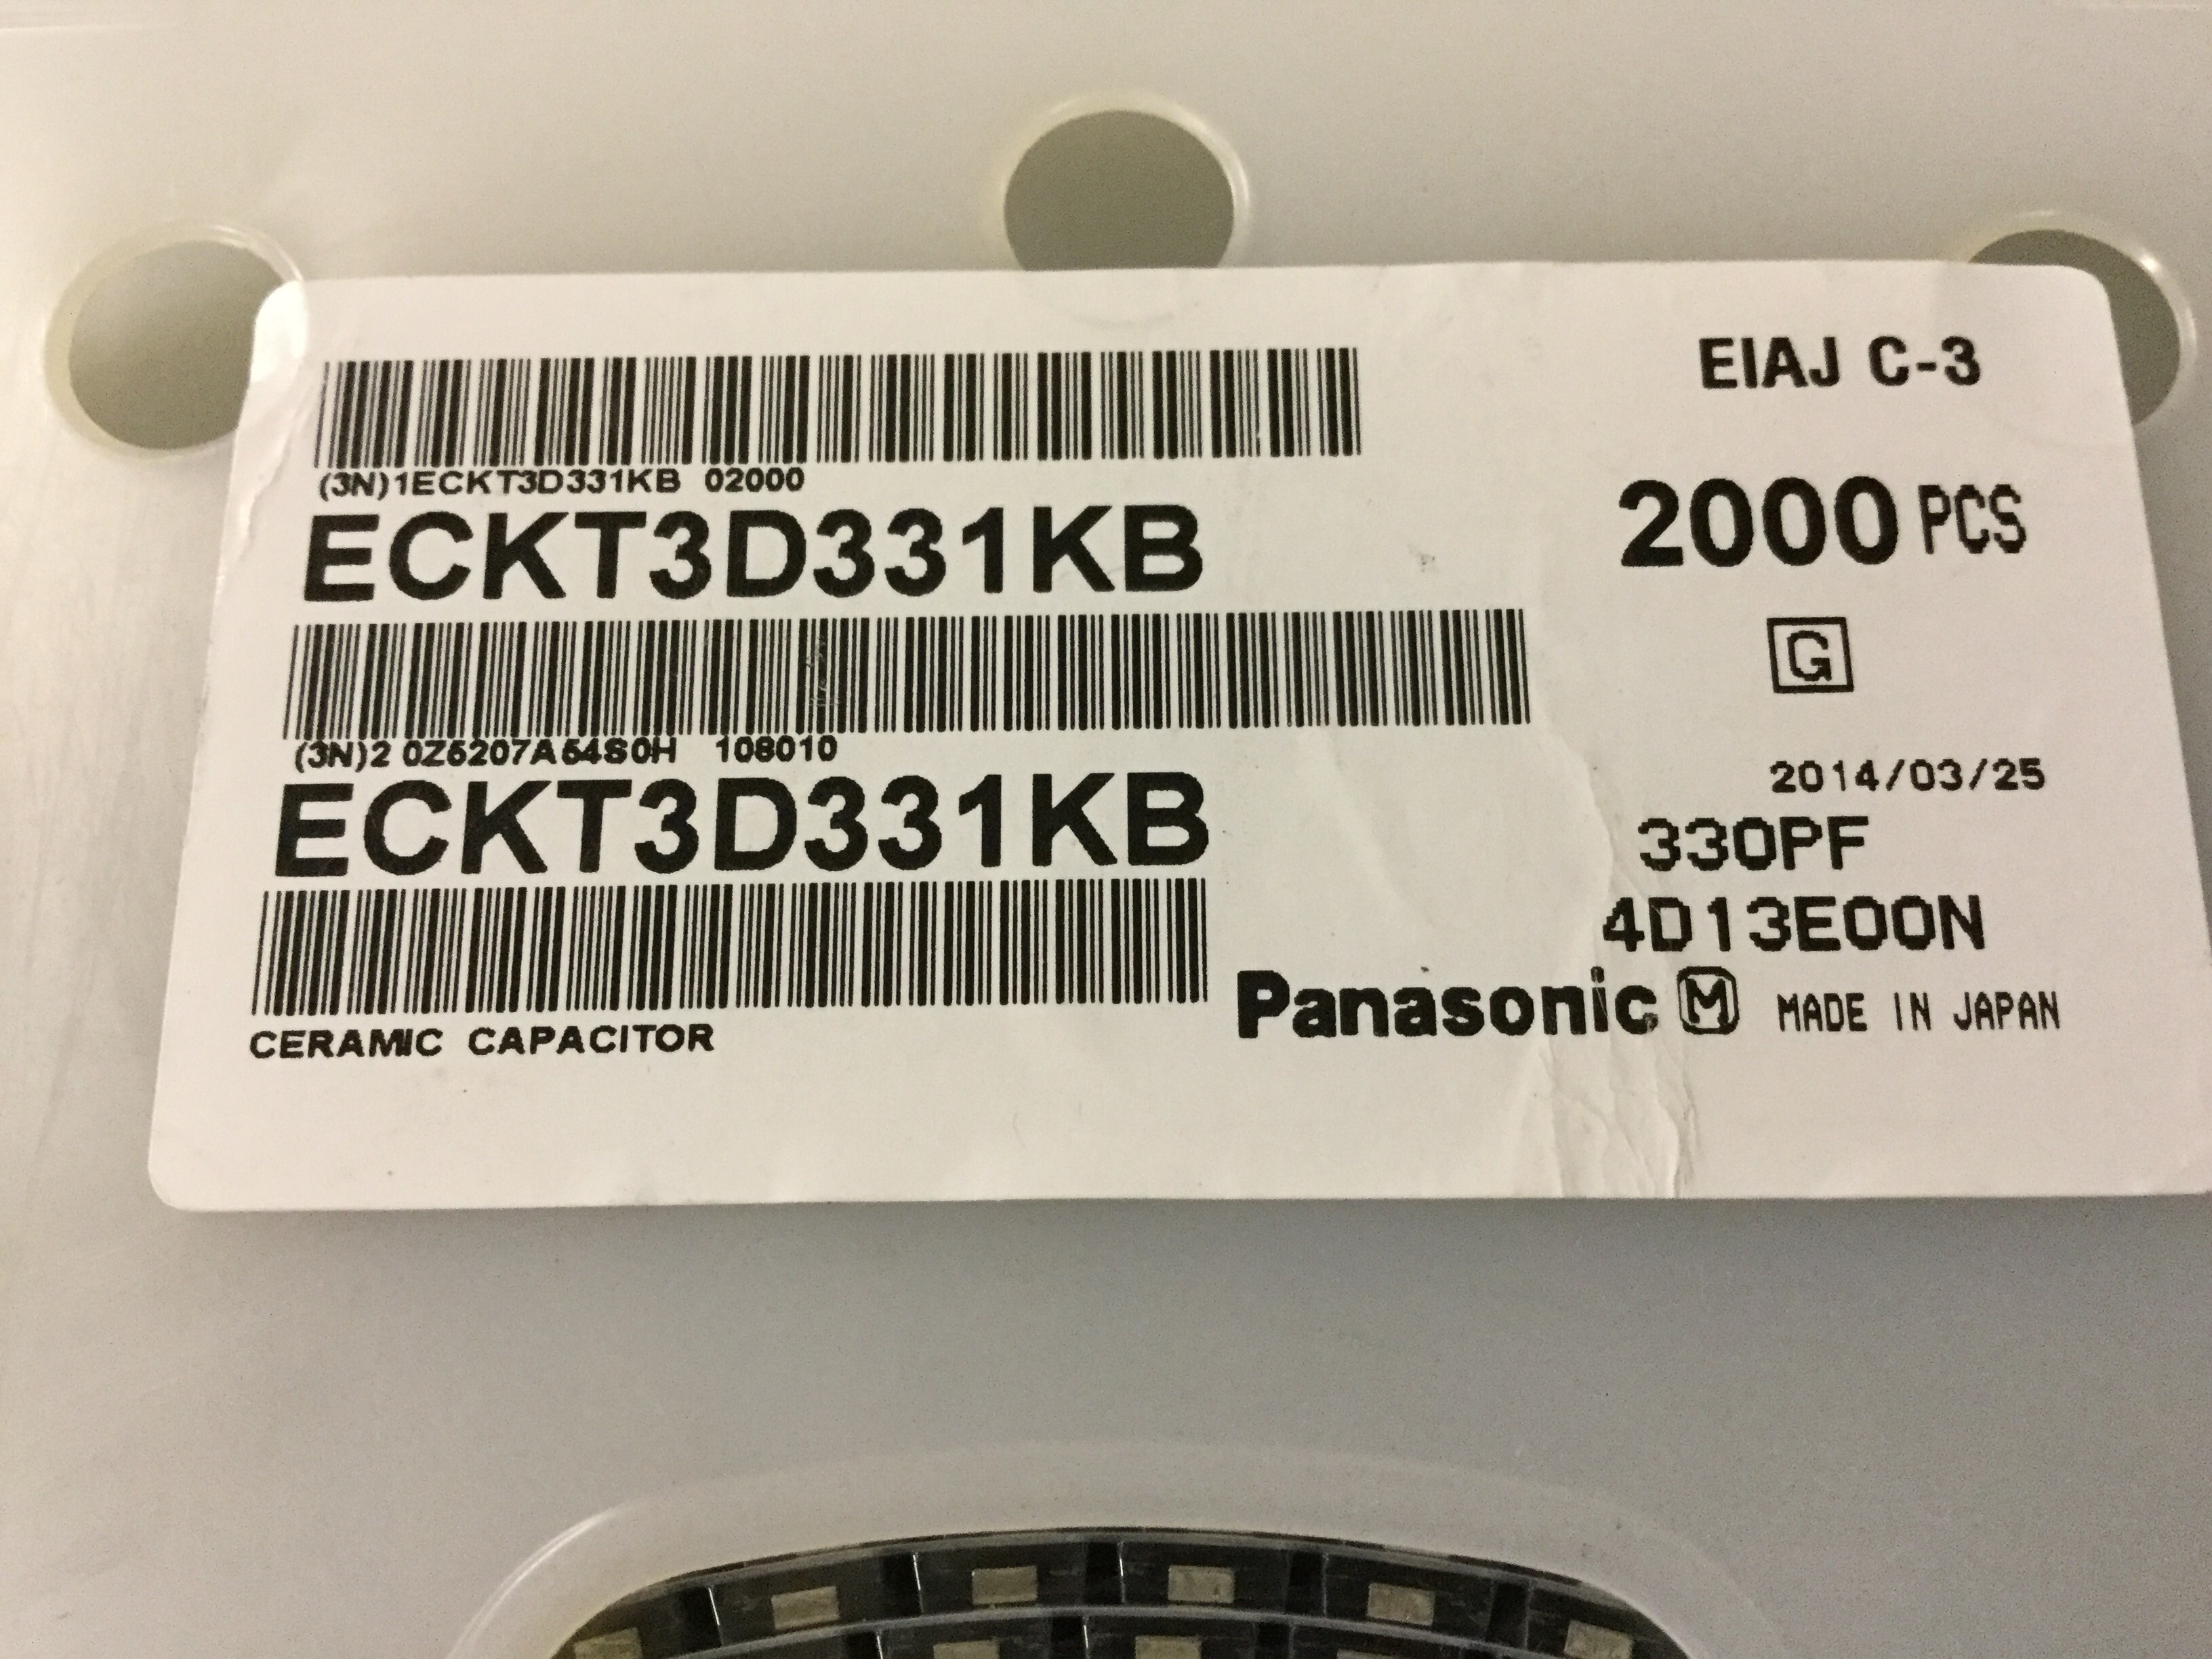 EIAJ C-3
(3N)1ECKT3D331KB 02000
ECKT3D331KB
2000 PCS
G
(3N)2 0Z5207A54S0H 108010
2014/03/25
ECKT3D331KB
330PF
4D13E00N
Panasonic M MADE IN JAPAN
CERAMIC CAPACITOR